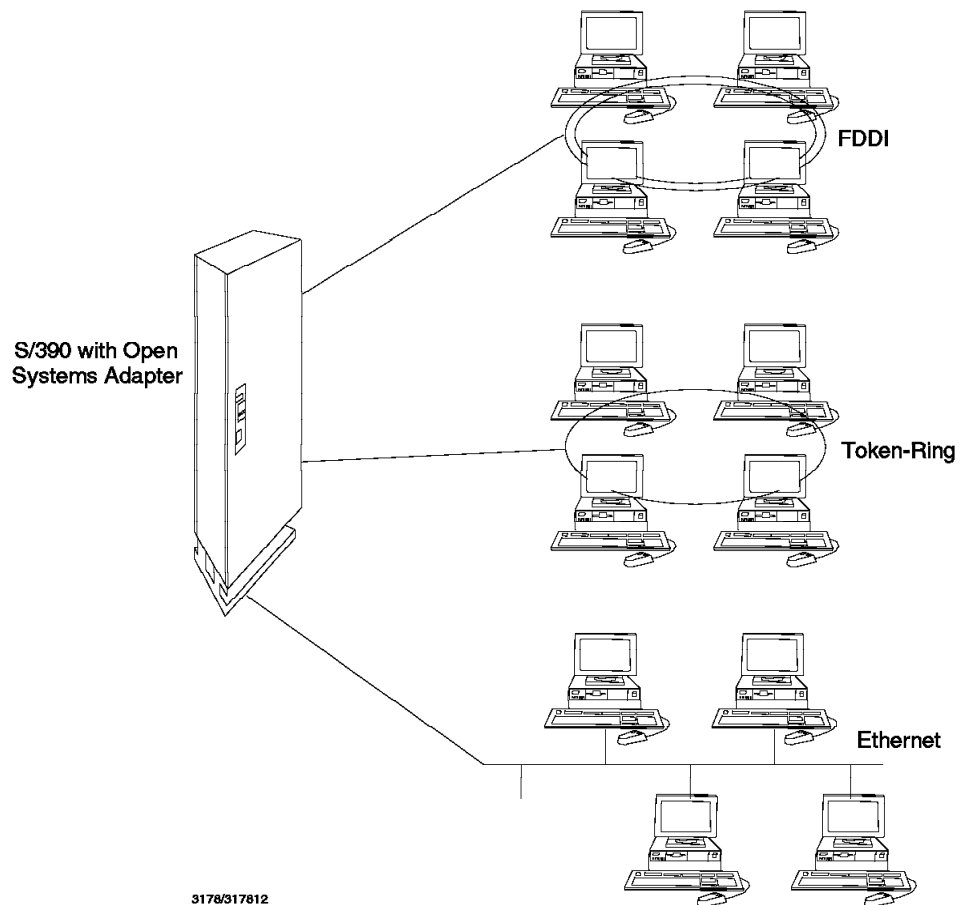 FDDI
S/390 with Open
Systems Adapter
Token-Ring
Ethernet
3178/317812